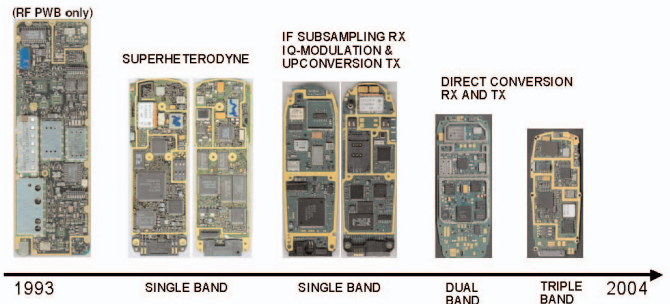 (RF PWB only)
SUPERHETERODYNE
IF SUBSAMPLING RX
IQ-MODULATION &
UPCONVERSION TX
DIRECT CONVERSION
RX AND TX
1993
SINGLE BAND
SINGLE BAND
DUAL
BAND
TRIPLE
BAND
2004